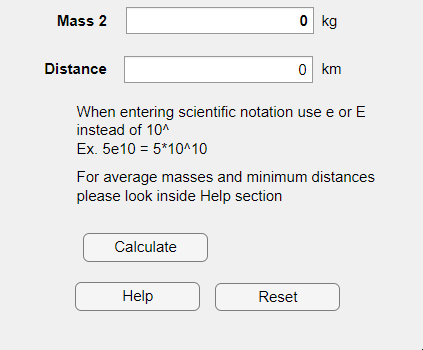 Mass 2 0 kg
Distance 0 km
When entering scientific notation use e or E
instead of 10^
Ex. 5e10 = 5*10^10
For average masses and minimum distances
please look inside Help section
Calculate
Help Reset